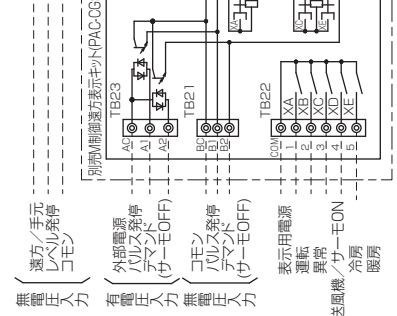 別売M制御遠方表示キット(PAC-CG
TB23
TB21
TB22
XA
XC
XA
XB
XC
XD
XE
AC
A1
A2
BC
B1
B2
COM
1
2
3
4
5
遠方/手元
レベル発停
コモン
外部電源
パルス発停
デマンド
(サーモOFF)
コモン
パルス発停
デマンド
(サーモOFF)
表示用電源
運転
異常
送風機/サーモON
冷房
暖房
無電圧入力
有電圧入力
無電圧入力